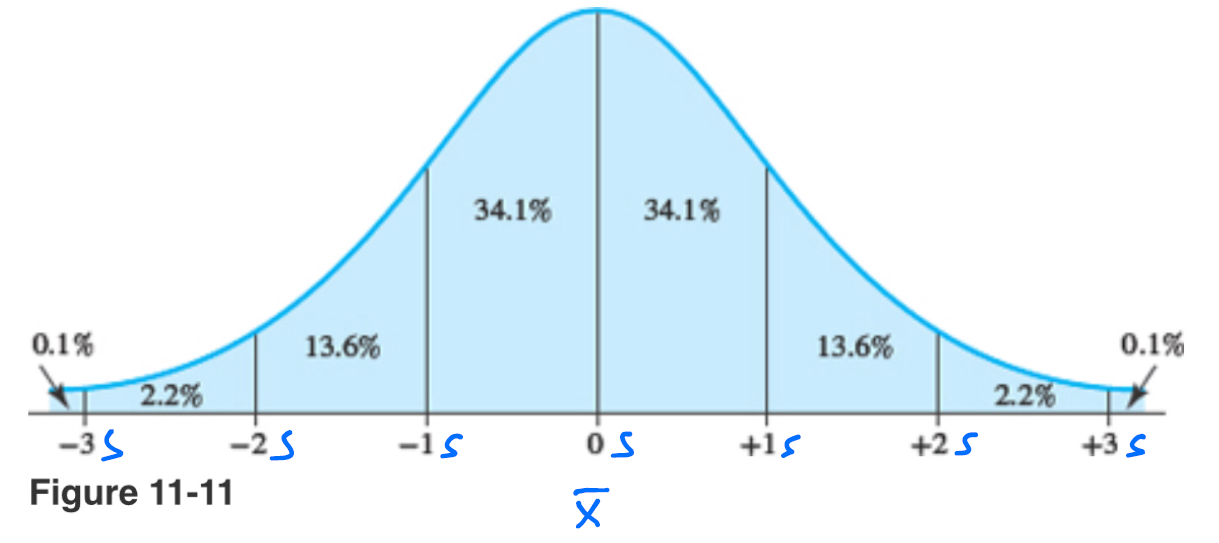 34.1% 34.1%
0.1% 13.6% 13.6% 0.1%
2.2% 2.2%
−3 s −2 s −1 s 0 s +1 s +2 s +3 s
Figure 11-11
x̅